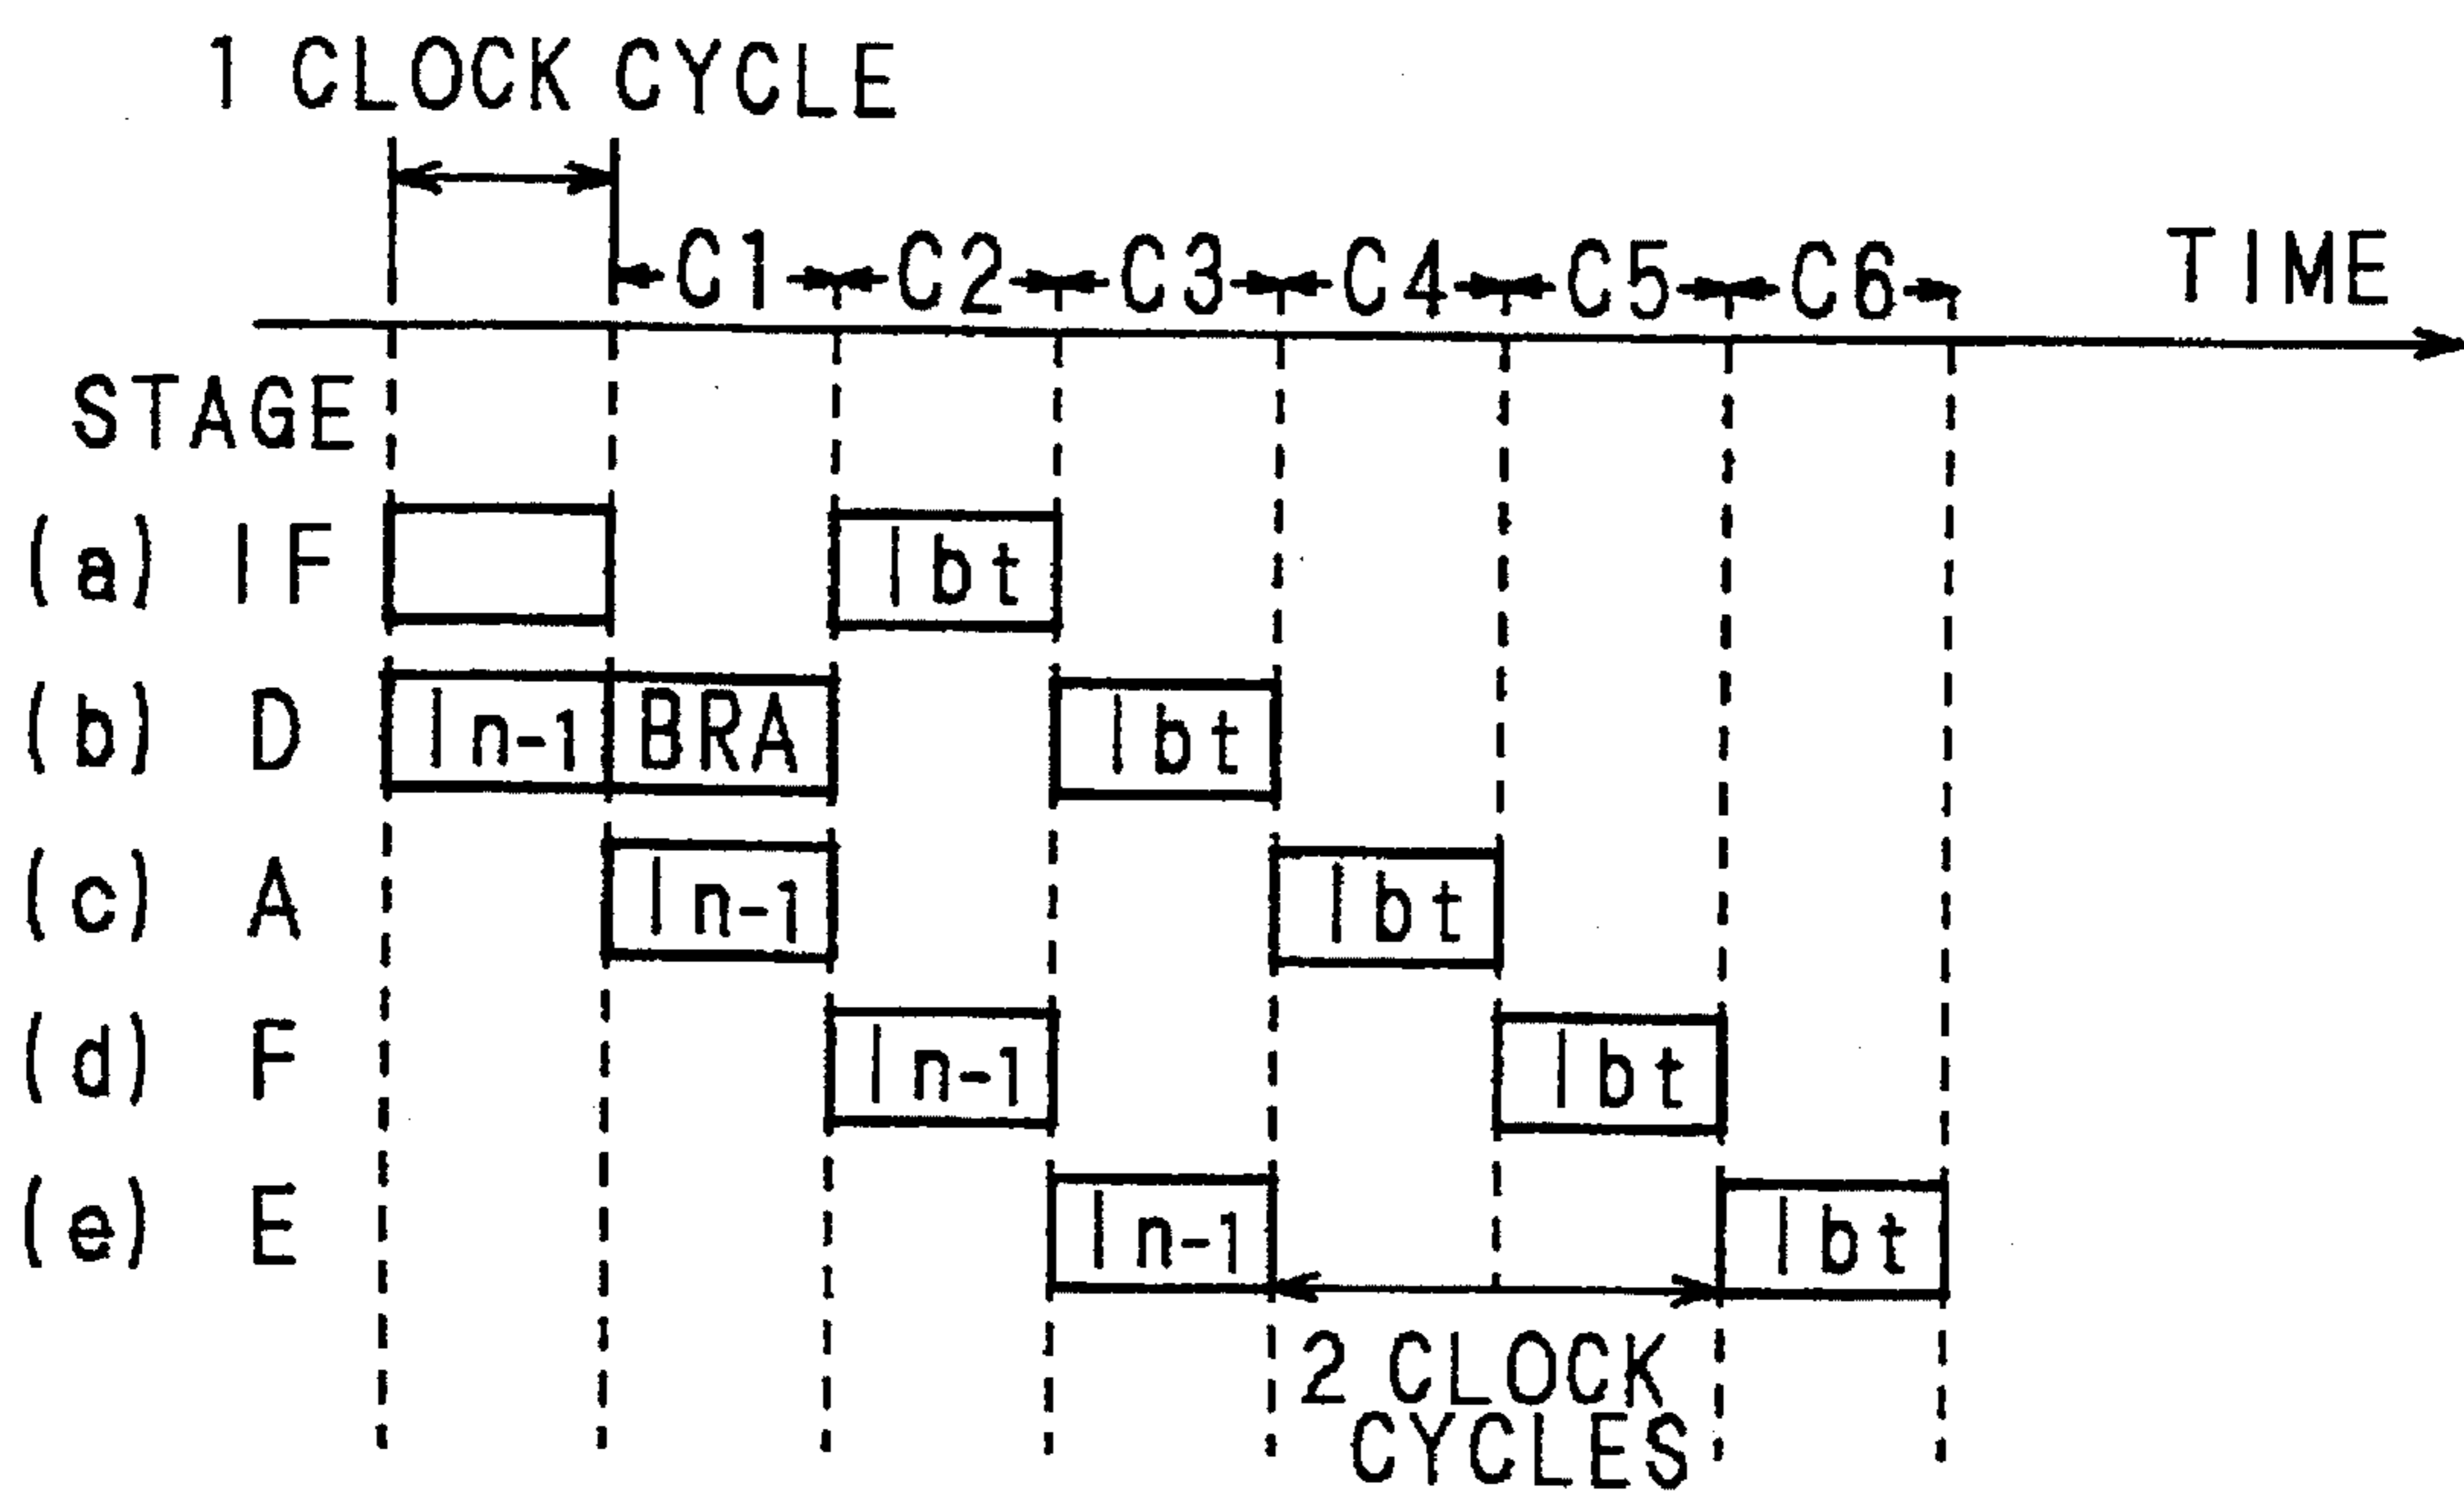 1 CLOCK CYCLE
C1 C2 C3 C4 C5 C6 TIME
STAGE
(a) IF Ibt
(b) D In-1 BRA Ibt
(c) A In-1 Ibt
(d) F In-1 Ibt
(e) E In-1 Ibt
2 CLOCK
CYCLES